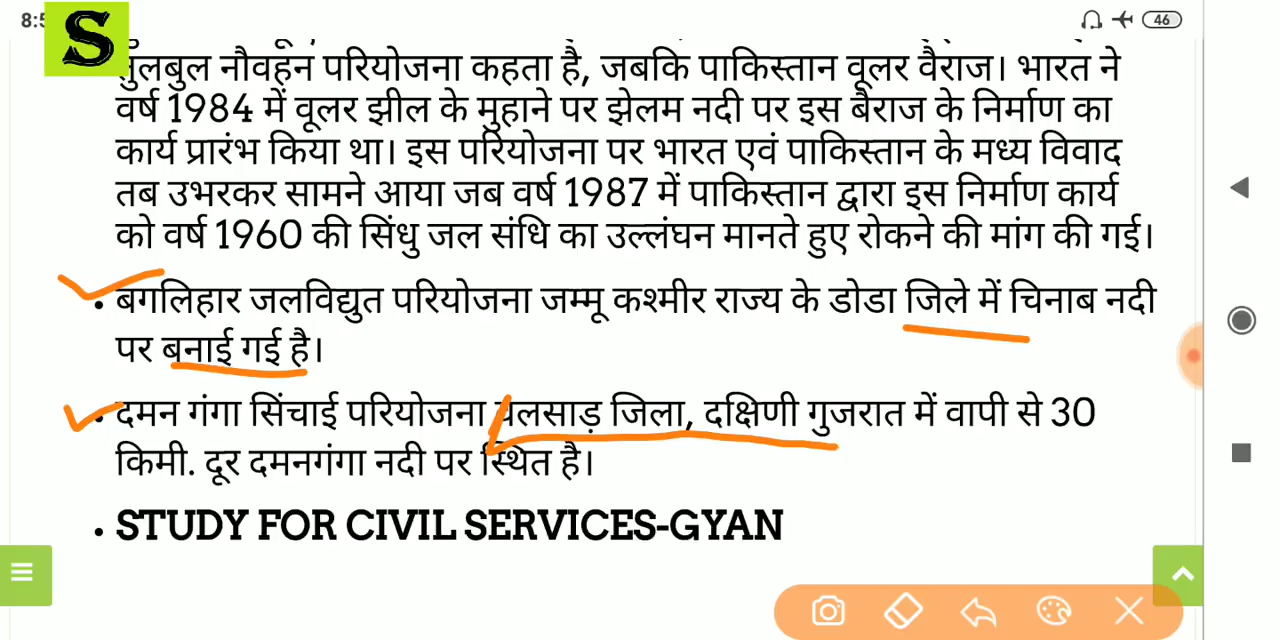 8:5
S
46
तुलबुल नौवहन परियोजना कहता है, जबकि पाकिस्तान वूलर वैराज। भारत ने
वर्ष 1984 में वूलर झील के मुहाने पर झेलम नदी पर इस बैराज के निर्माण का
कार्य प्रारंभ किया था। इस परियोजना पर भारत एवं पाकिस्तान के मध्य विवाद
तब उभरकर सामने आया जब वर्ष 1987 में पाकिस्तान द्वारा इस निर्माण कार्य
को वर्ष 1960 की सिंधु जल संधि का उल्लंघन मानते हुए रोकने की मांग की गई।
• बगलिहार जलविद्युत परियोजना जम्मू कश्मीर राज्य के डोडा जिले में चिनाब नदी
पर बनाई गई है।
• दमन गंगा सिंचाई परियोजना वलसाड़ जिला, दक्षिणी गुजरात में वापी से 30
किमी. दूर दमनगंगा नदी पर स्थित है।
• STUDY FOR CIVIL SERVICES-GYAN